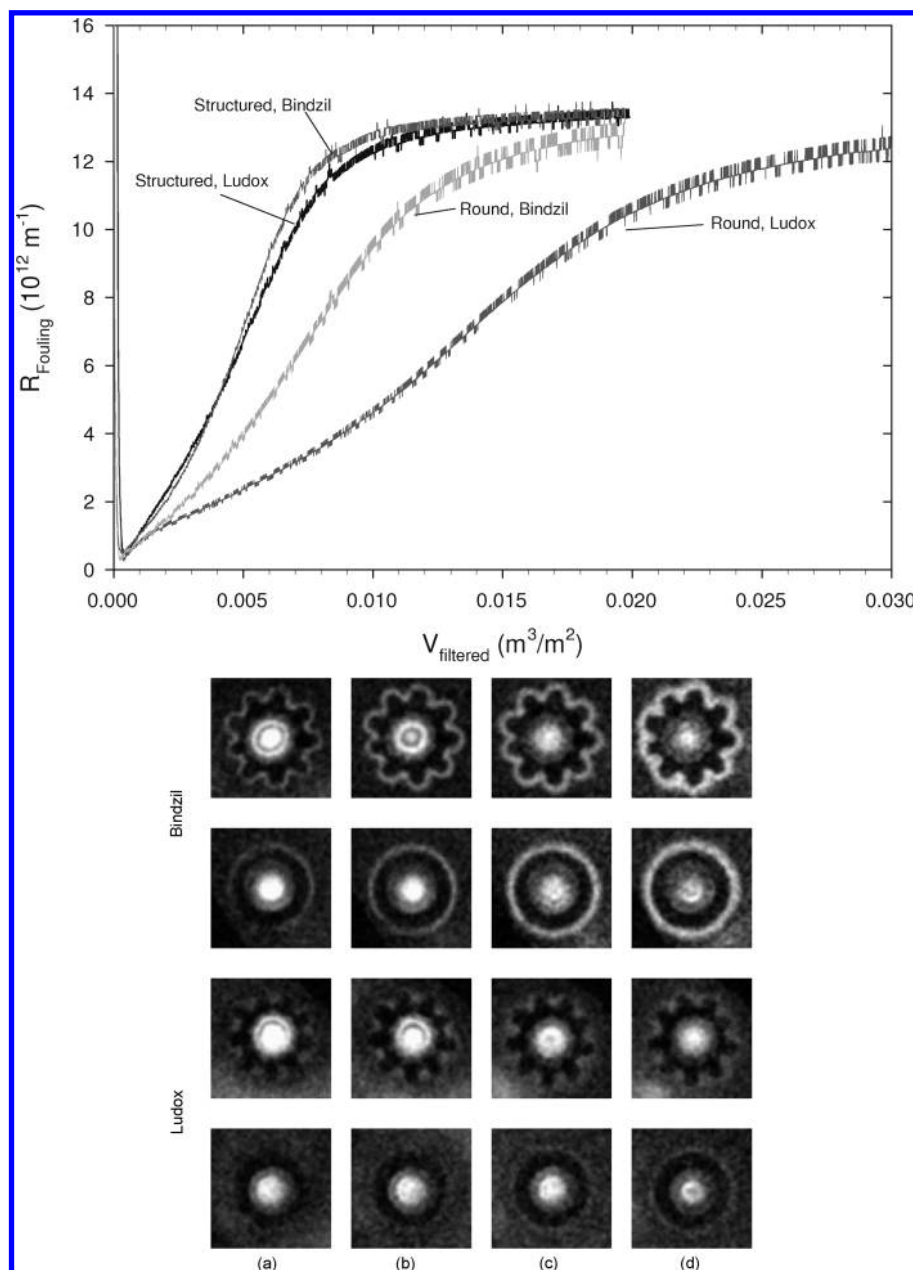 16
14
12
10
8
6
4
2
0
R_Fouling (10^12 m^-1)
Structured, Bindzil
Structured, Ludox
Round, Bindzil
Round, Ludox
0.000 0.005 0.010 0.015 0.020 0.025 0.030
V_filtered (m^3/m^2)
Bindzil
Ludox
(a) (b) (c) (d)